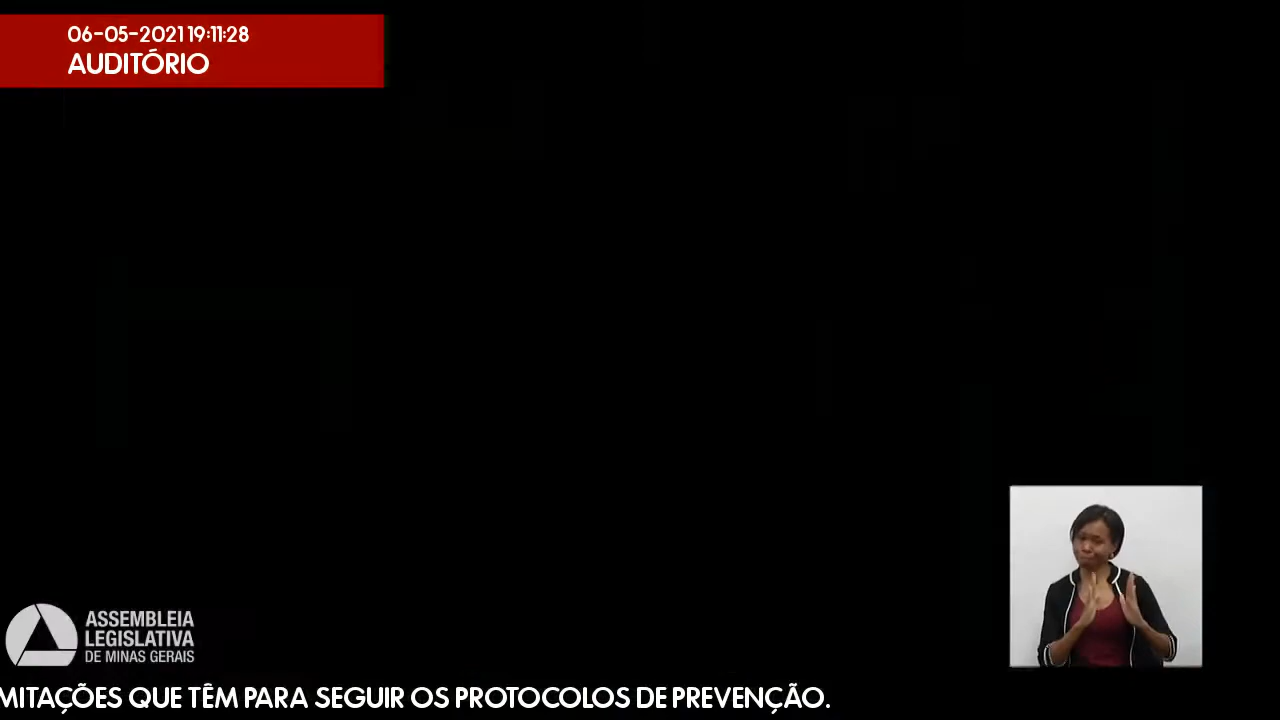 06-05-2021 19:11:28
AUDITÓRIO
ASSEMBLEIA
LEGISLATIVA
DE MINAS GERAIS
MITAÇÕES QUE TÊM PARA SEGUIR OS PROTOCOLOS DE PREVENÇÃO.